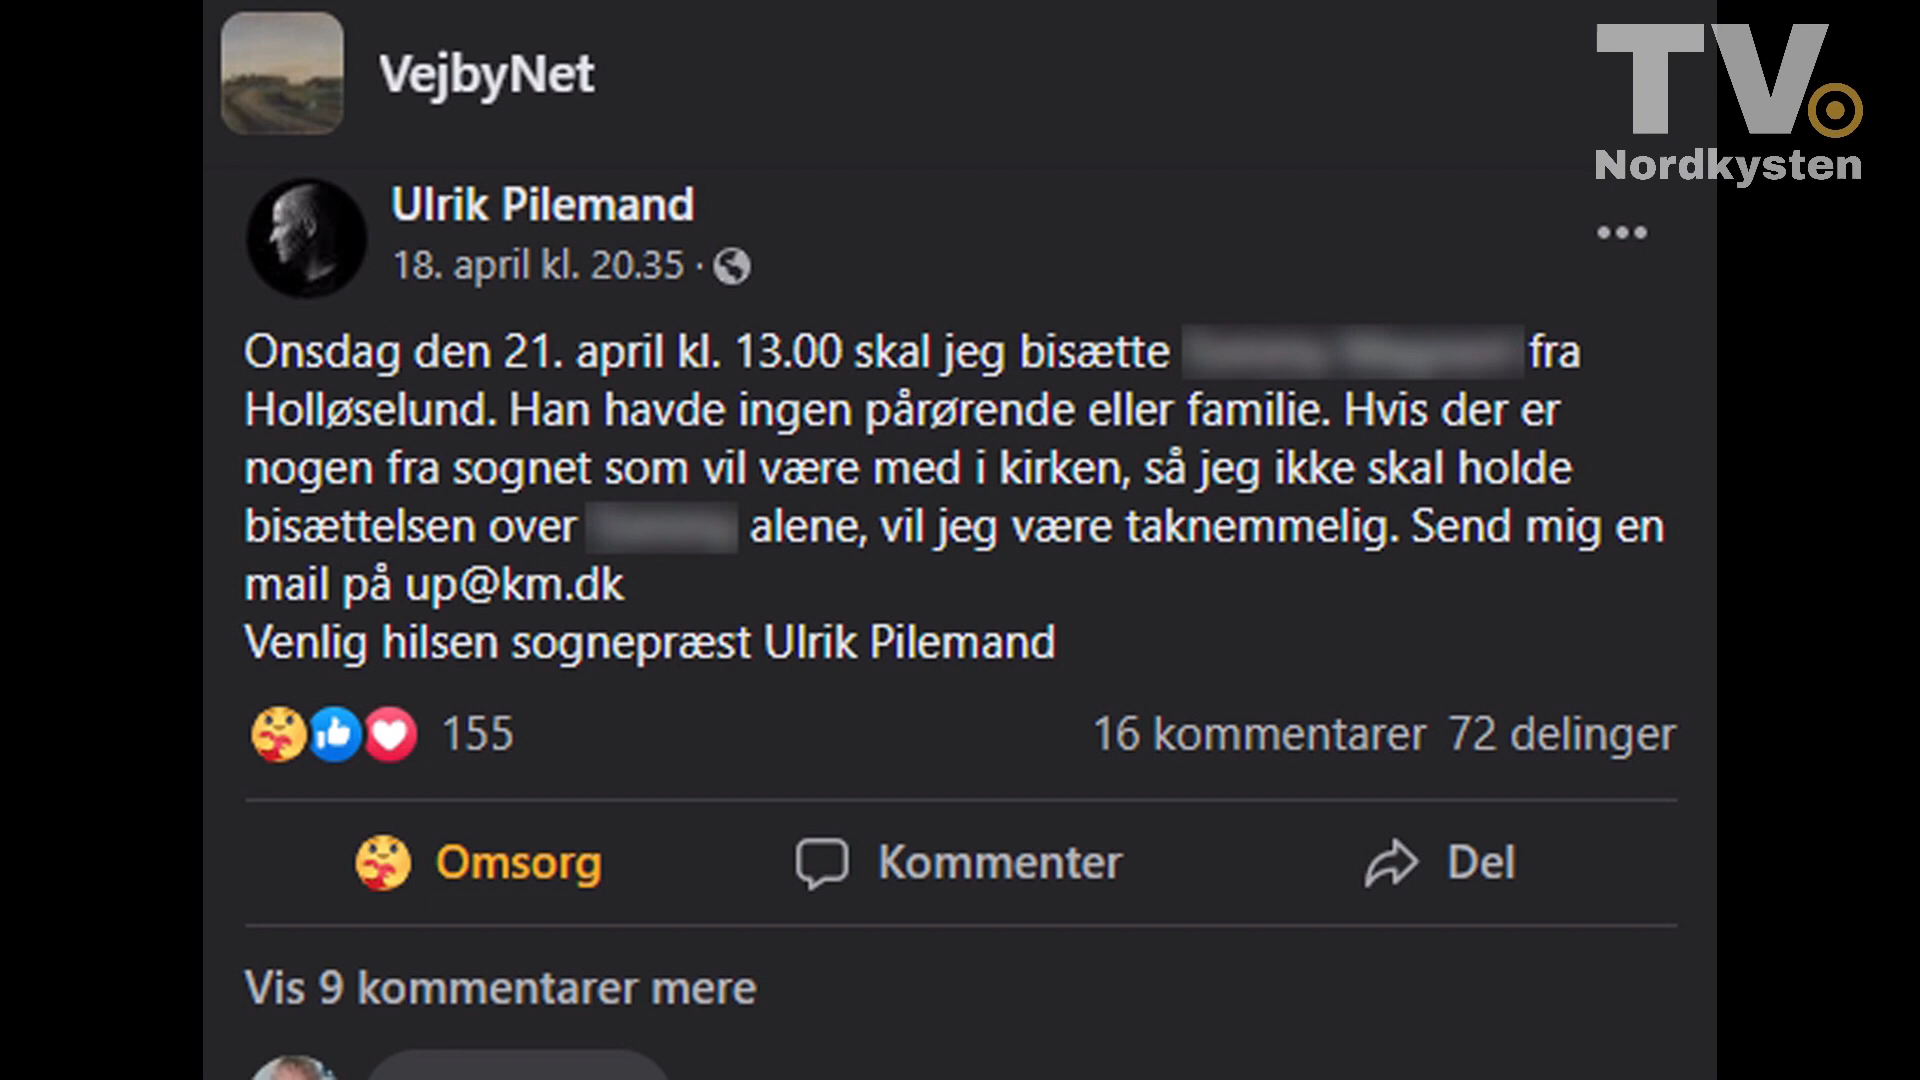 VejbyNet
TV
Nordkysten
Ulrik Pilemand
18. april kl. 20.35 ·
Onsdag den 21. april kl. 13.00 skal jeg bisætte fra
Holløselund. Han havde ingen pårørende eller familie. Hvis der er
nogen fra sognet som vil være med i kirken, så jeg ikke skal holde
bisættelsen over alene, vil jeg være taknemmelig. Send mig en
mail på up@km.dk
Venlig hilsen sognepræst Ulrik Pilemand
155
16 kommentarer 72 delinger
Omsorg
Kommenter
Del
Vis 9 kommentarer mere